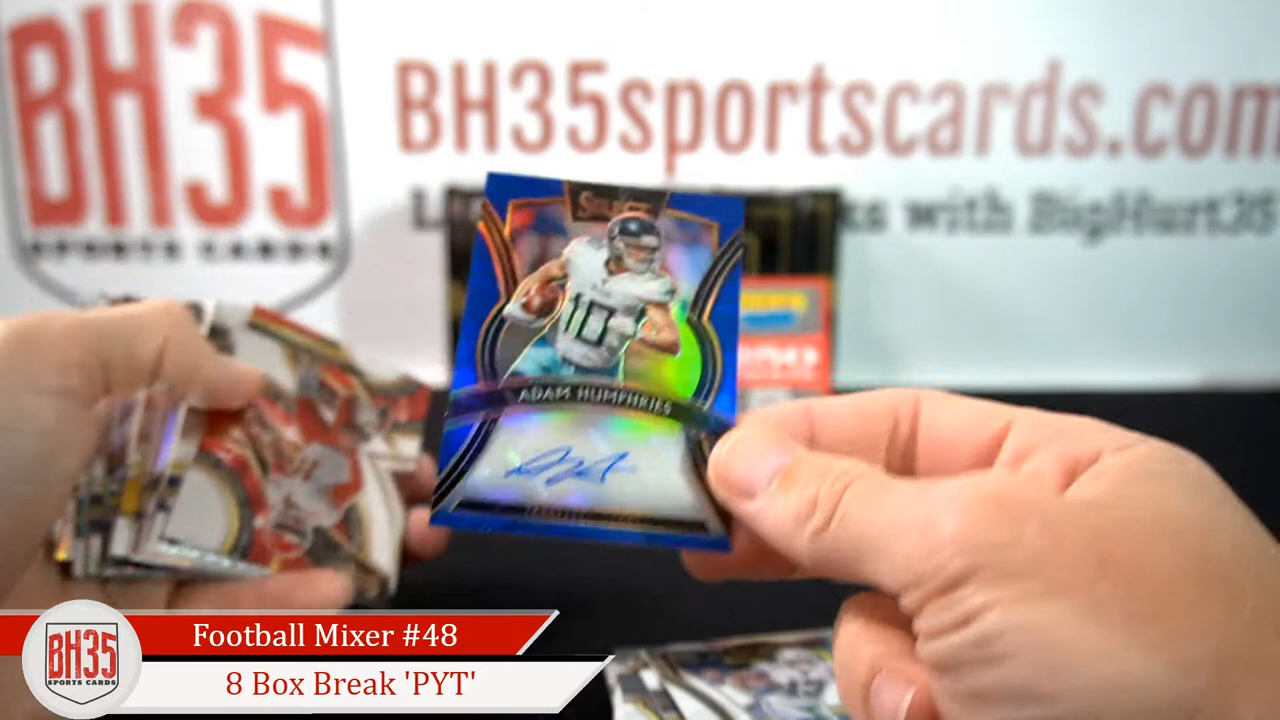 BH35
SPORTS CARDS
BH35sportscards.com
with BigHurt35
Select
10
ADAM HUMPHRIES
Football Mixer #48
8 Box Break 'PYT'
BH35
SPORTS CARDS